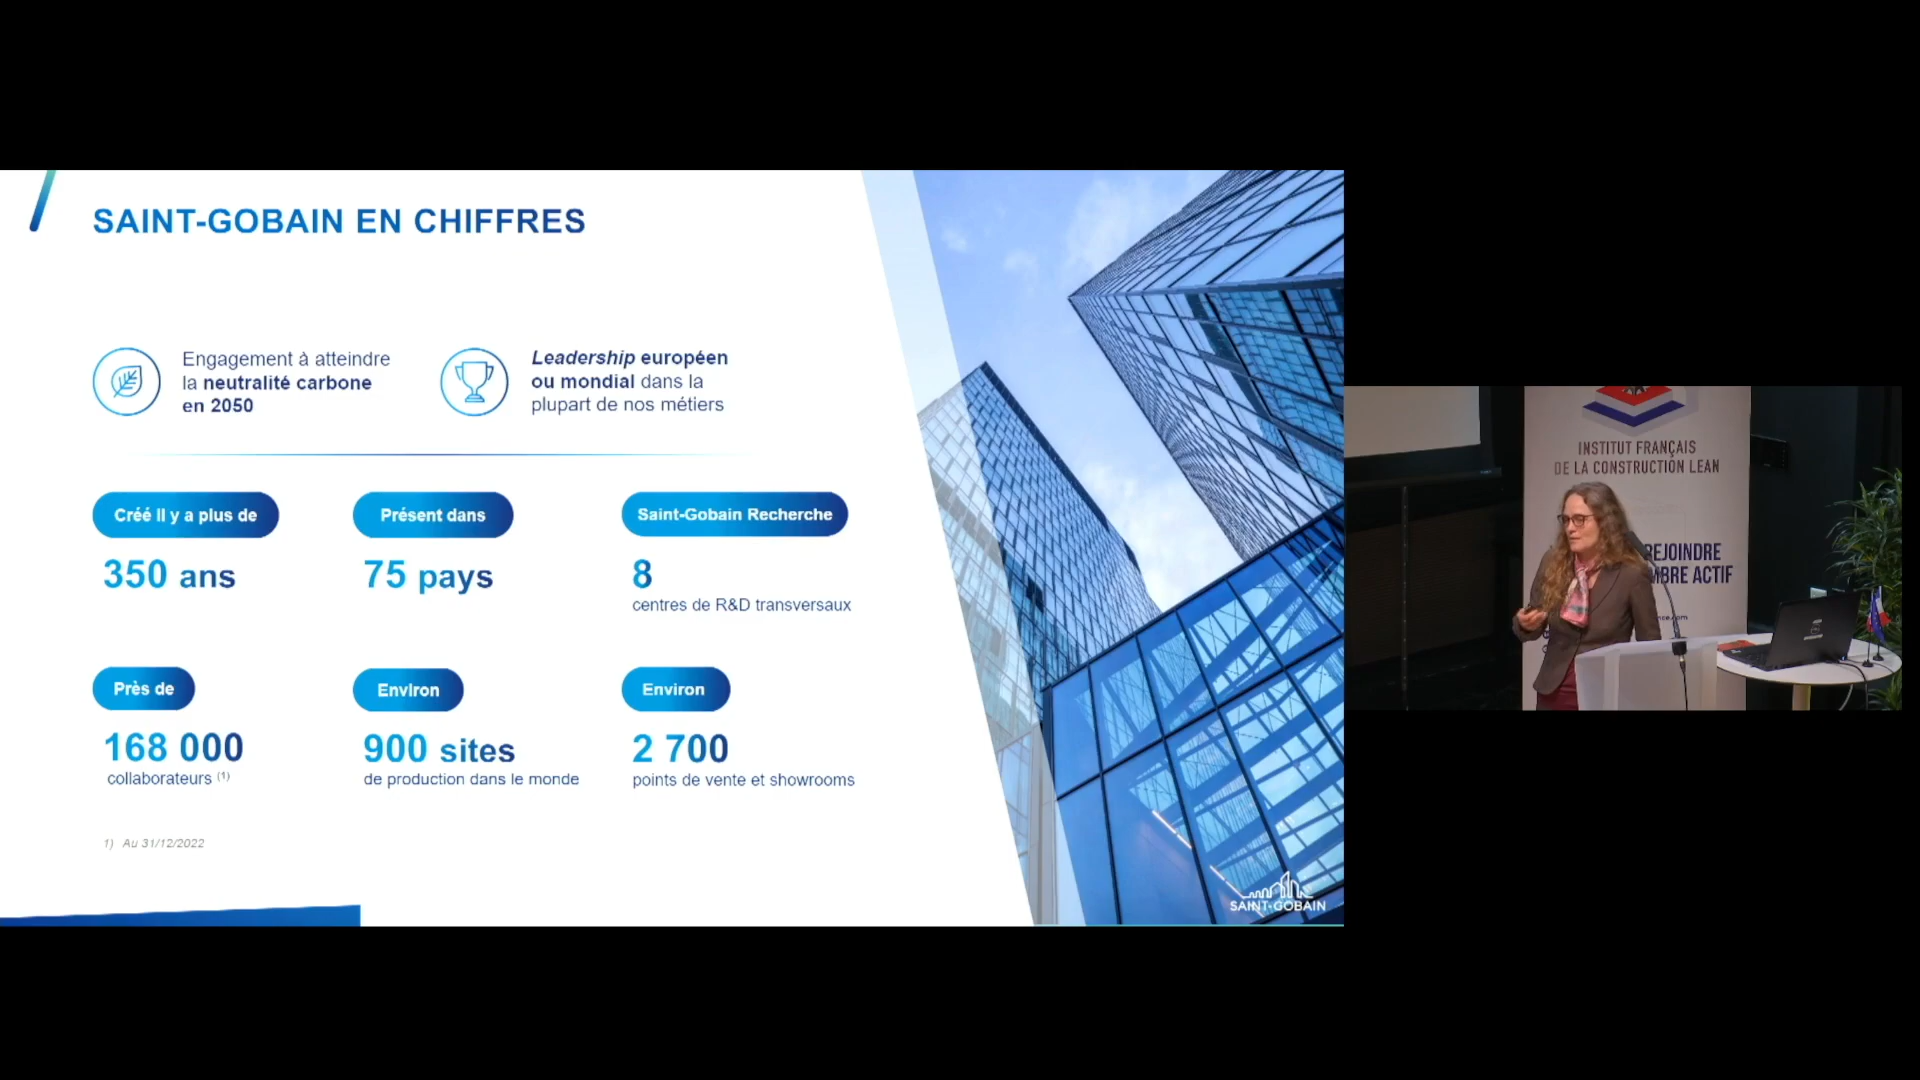 SAINT-GOBAIN EN CHIFFRES
Engagement à atteindre
la neutralité carbone
en 2050
Leadership européen
ou mondial dans la
plupart de nos métiers
Créé Il y a plus de
350 ans
Présent dans
75 pays
Saint-Gobain Recherche
8
centres de R&D transversaux
Près de
168 000
collaborateurs (1)
Environ
900 sites
de production dans le monde
Environ
2 700
points de vente et showrooms
1) Au 31/12/2022
SAINT-GOBAIN
INSTITUT FRANÇAIS
DE LA CONSTRUCTION LEAN
REJOINDRE
ACTIF